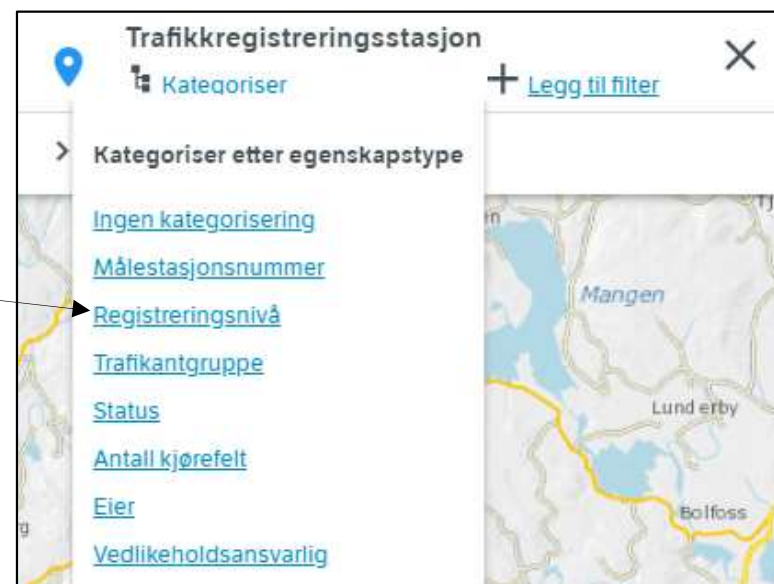 Trafikkregistreringsstasjon
Kategoriser
Legg til filter
Kategoriser etter egenskapstype
Ingen kategorisering
Målestasjonsnummer
Registreringsnivå
Trafikantgruppe
Status
Antall kjørefelt
Eier
Vedlikeholdsansvarlig
Mangen
Lund erby
Bolfoss